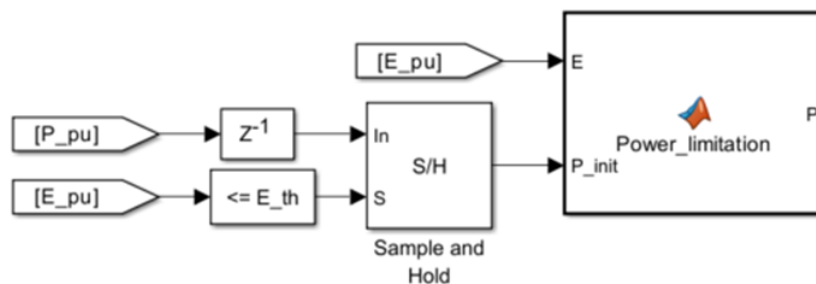 [E_pu]
E
P
Power_limitation
[P_pu]
Z-1
In
S/H
P_init
[E_pu]
<= E_th
S
Sample and
Hold